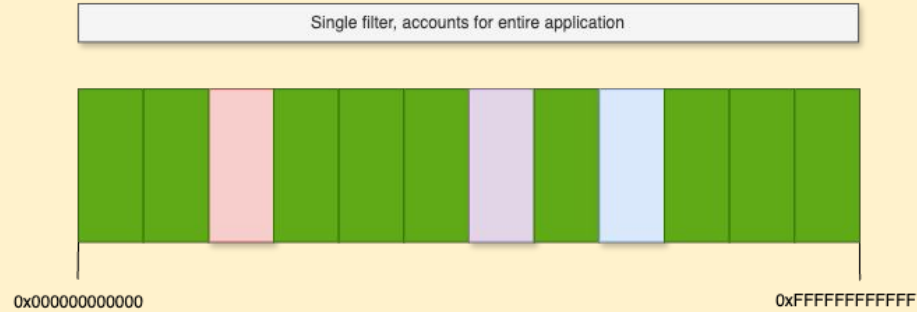 Single filter, accounts for entire application
0x000000000000
0xFFFFFFFFFFFF